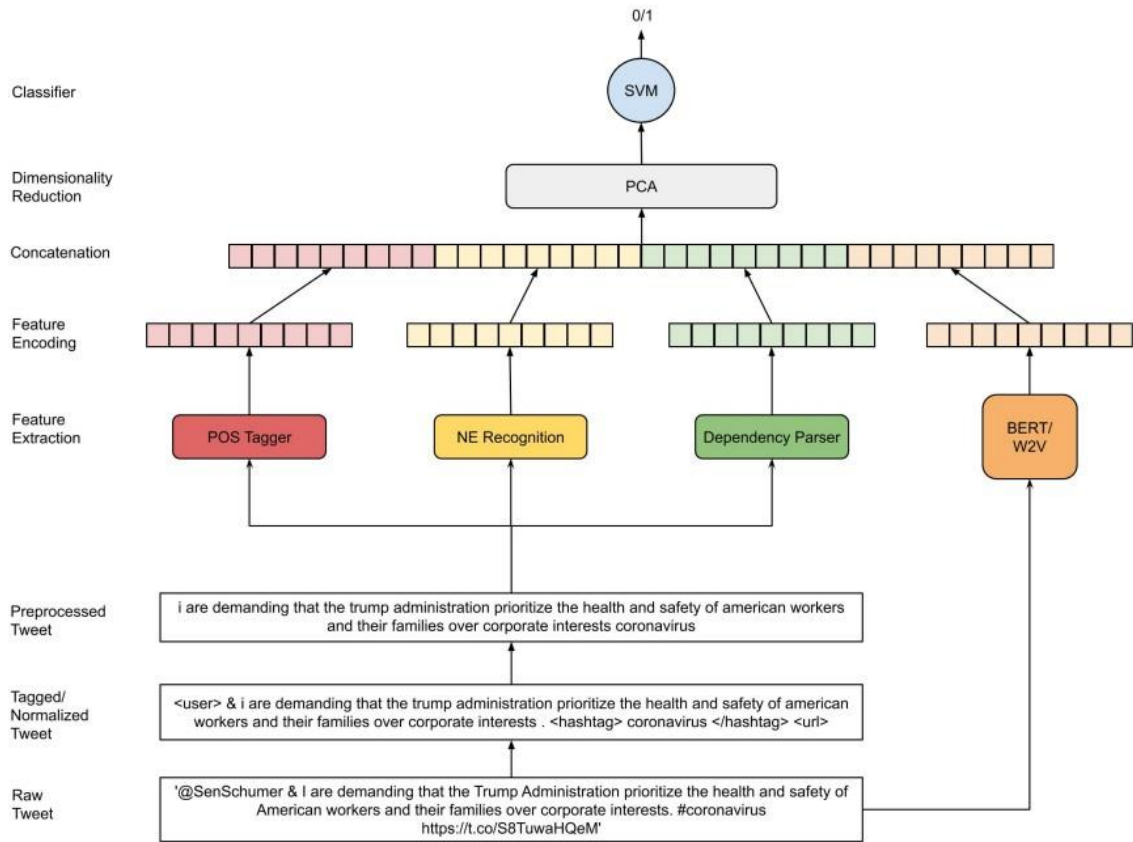 0/1
Classifier
SVM
Dimensionality
Reduction
PCA
Concatenation
Feature
Encoding
Feature
Extraction
POS Tagger
NE Recognition
Dependency Parser
BERT/
W2V
Preprocessed
Tweet
i are demanding that the trump administration prioritize the health and safety of american workers
and their families over corporate interests coronavirus
Tagged/
Normalized
Tweet
<user> & i are demanding that the trump administration prioritize the health and safety of american
workers and their families over corporate interests . <hashtag> coronavirus </hashtag> <url>
Raw
Tweet
'@SenSchumer & I are demanding that the Trump Administration prioritize the health and safety of
American workers and their families over corporate interests. #coronavirus
https://t.co/S8TuwaHQeM'